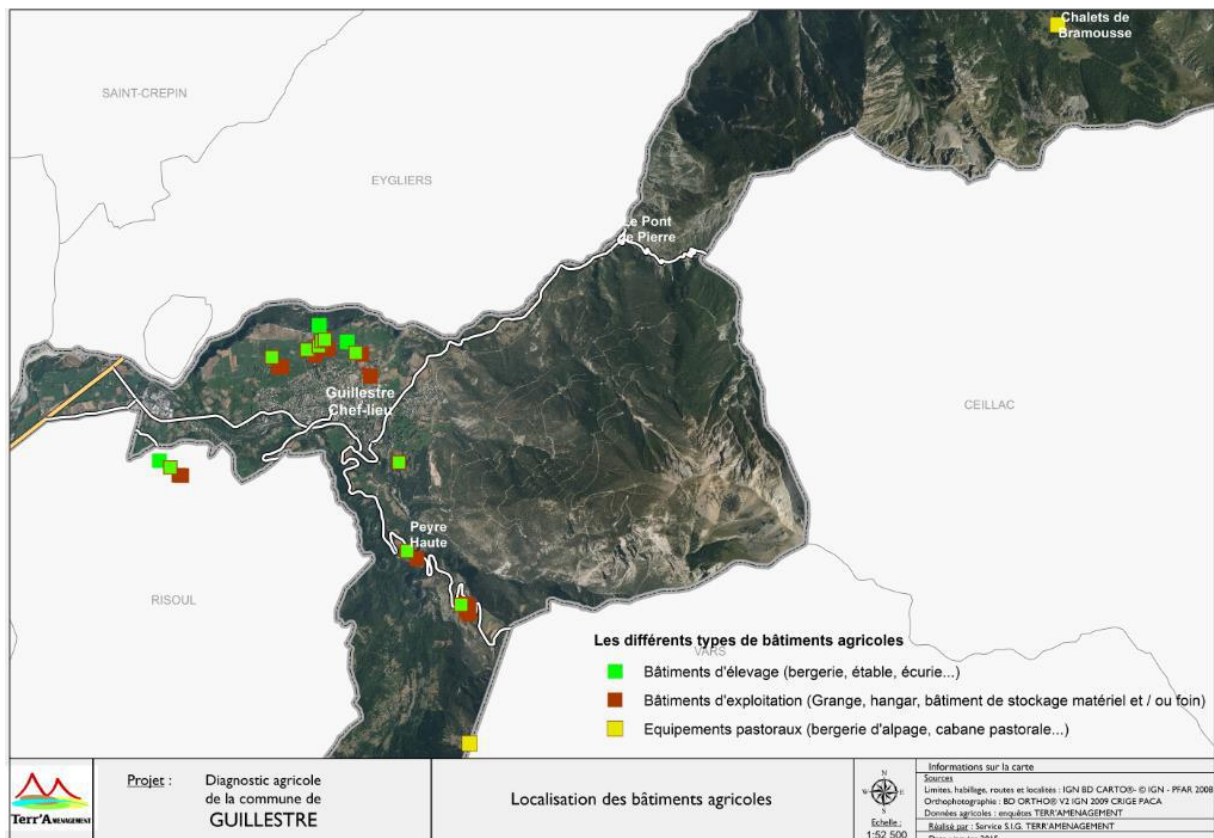 Chalets de
Bramousse
SAINT-CREPIN
EYGLIERS
Le Pont
de Pierre
Guillestre
Chef-lieu
CEILLAC
Peyre
Haute
RISOUL
VARS
Les différents types de bâtiments agricoles
Bâtiments d'élevage (bergerie, étable, écurie...)
Bâtiments d'exploitation (Grange, hangar, bâtiment de stockage matériel et / ou foin)
Equipements pastoraux (bergerie d'alpage, cabane pastorale...)
Terr'AMENAGEMENT
Projet : Diagnostic agricole
de la commune de
GUILLESTRE
Localisation des bâtiments agricoles
N
W E
S
Echelle :
1:52 500
Informations sur la carte
Sources
Limites, habillage, routes et localités : IGN BD CARTO®- © IGN - PFAR 2008
Orthophotographie : BD ORTHO® V2 IGN 2009 CRIGE PACA
Données agricoles : enquêtes TERR'AMENAGEMENT
Réalisé par : Service S.I.G. TERR'AMENAGEMENT